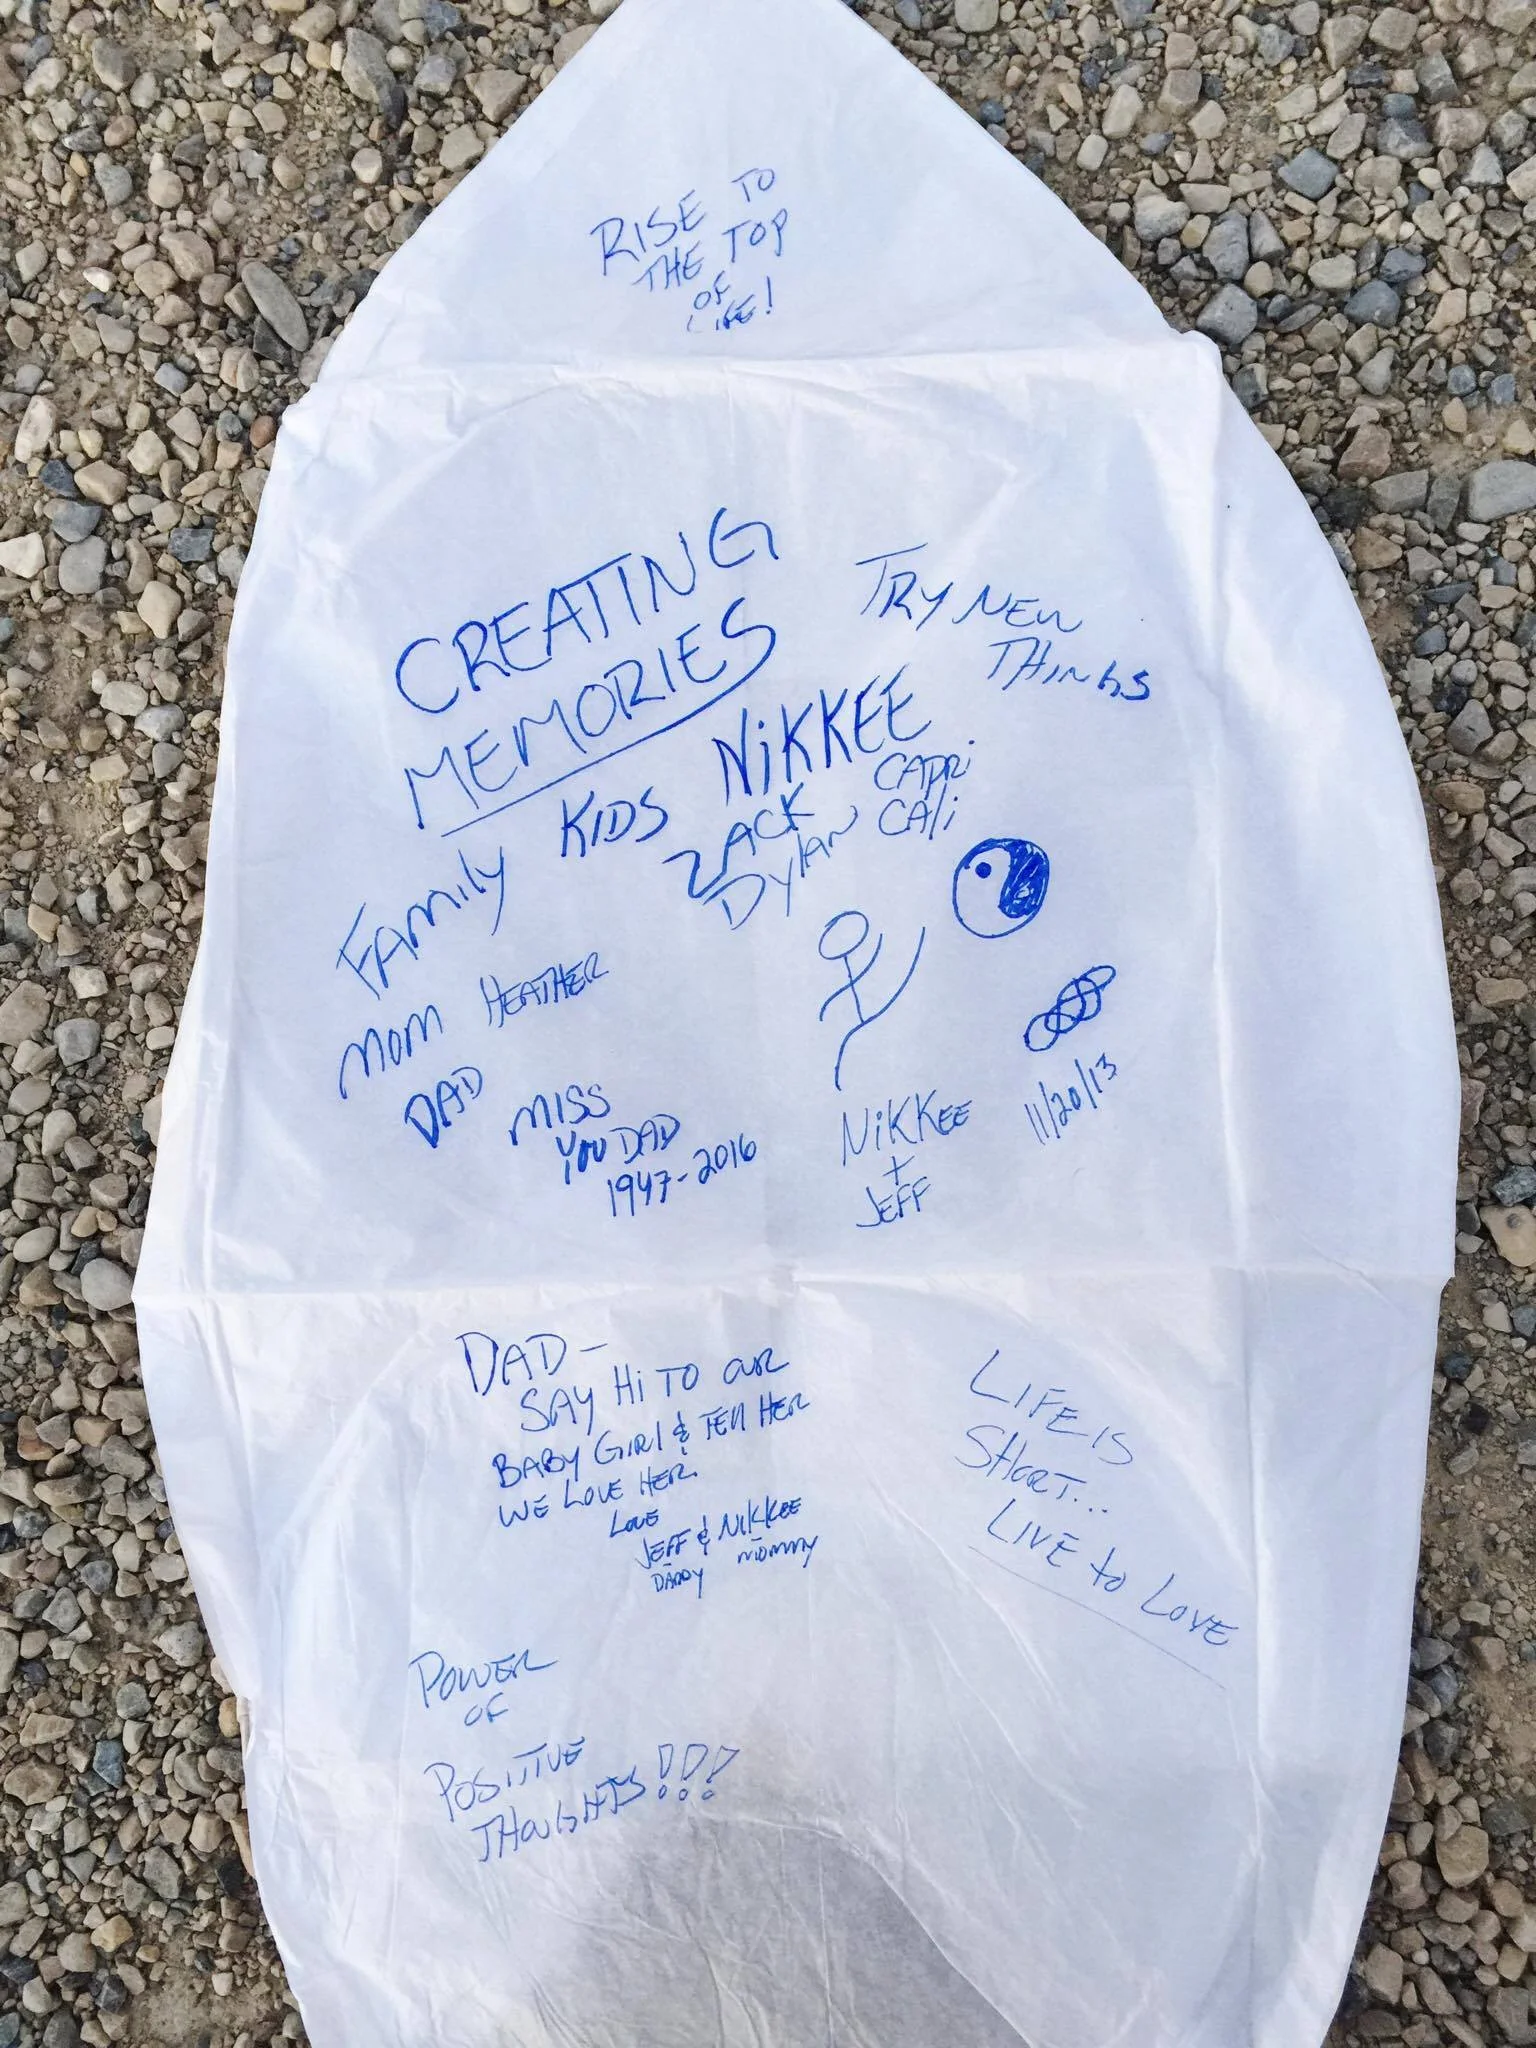 RISE TO
THE TOP
OF
LIFE!
CREATING
MEMORIES
TRY NEW
THINGS
FAMILY KIDS NiKKEE
ZACK CAPRi
DYLAN CALi
MOM HEATHER
DAD
MISS
YOU DAD
1947-2016
NiKKEE
+
JEFF
11/20/13
DAD-
SAY Hi TO OUR
BABY GIRL & TELL HER
WE LOVE HER.
LOVE
JEFF & NIKKEE
DADDY MOMMY
LIFE IS
SHORT...
LIVE to LOVE
POWER
OF
POSITIVE
THOUGHTS!!!